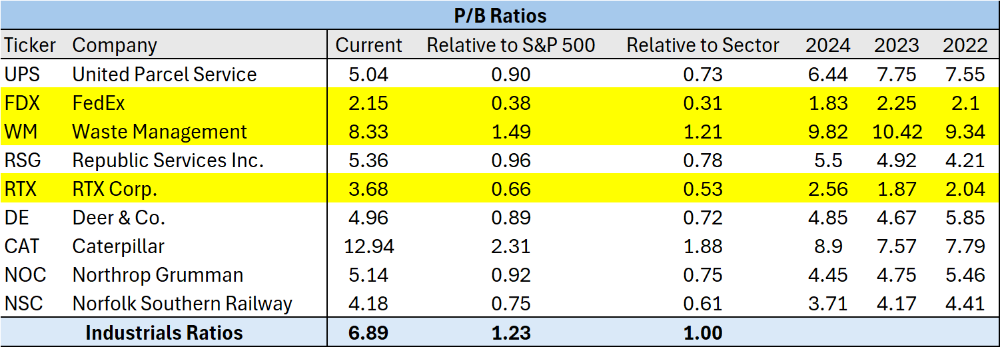 P/B Ratios
Ticker Company Current Relative to S&P 500 Relative to Sector 2024 2023 2022
UPS United Parcel Service 5.04 0.90 0.73 6.44 7.75 7.55
FDX FedEx 2.15 0.38 0.31 1.83 2.25 2.1
WM Waste Management 8.33 1.49 1.21 9.82 10.42 9.34
RSG Republic Services Inc. 5.36 0.96 0.78 5.5 4.92 4.21
RTX RTX Corp. 3.68 0.66 0.53 2.56 1.87 2.04
DE Deer & Co. 4.96 0.89 0.72 4.85 4.67 5.85
CAT Caterpillar 12.94 2.31 1.88 8.9 7.57 7.79
NOC Northrop Grumman 5.14 0.92 0.75 4.45 4.75 5.46
NSC Norfolk Southern Railway 4.18 0.75 0.61 3.71 4.17 4.41
Industrials Ratios 6.89 1.23 1.00